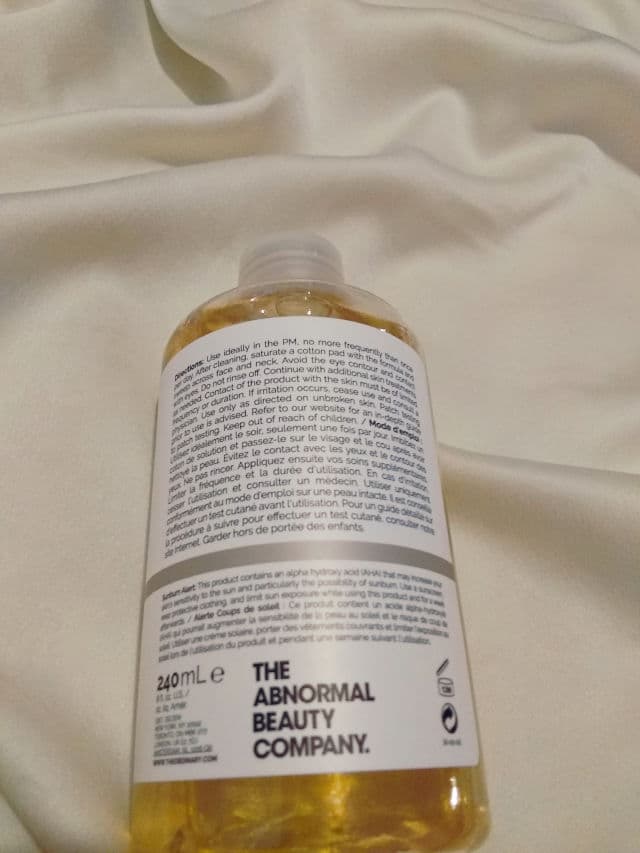 Directions: Use ideally in the PM, no more frequently than once
per day. After cleaning, saturate a cotton pad with the formula and
sweep across face and neck. Avoid the eye contour and contact
with eyes. Do not rinse off. Continue with additional skin treatments
as needed. Contact of the product with the skin must be of limited
frequency or duration. If irritation occurs, cease use and consult a
physician. Use only as directed on unbroken skin. Patch testing
prior to use is advised. Refer to our website for an in-depth guide
to patch testing. Keep out of reach of children. / Mode d'emploi :
Utiliser idéalement le soir, seulement une fois par jour. Imbiber un
coton de solution et passez-le sur le visage et le cou après avoir
nettoyé la peau. Évitez le contact avec les yeux et le contour des
yeux. Ne pas rincer. Appliquez ensuite vos soins supplémentaires.
Limiter la fréquence et la durée d'utilisation. En cas d'irritation,
cesser l'utilisation et consulter un médecin. Utiliser uniquement
conformément au mode d'emploi sur une peau intacte. Il est conseillé
d'effectuer un test cutané avant l'utilisation. Pour un guide détaillé sur
la procédure à suivre pour effectuer un test cutané, consulter notre
site internet. Garder hors de portée des enfants.
Sunburn Alert: This product contains an alpha hydroxy acid (AHA) that may increase your
skin's sensitivity to the sun and particularly the possibility of sunburn. Use a sunscreen,
wear protective clothing, and limit sun exposure while using this product and for a week
afterwards. / Alerte Coups de soleil : Ce produit contient un acide alpha-hydroxylé
(AHA) qui pourrait augmenter la sensibilité de la peau au soleil et le risque de coup de
soleil. Utiliser une crème solaire, porter des vêtements couvrants et limiter l'exposition au
soleil lors de l'utilisation du produit et pendant une semaine suivant l'utilisation.
240mL e
8 fl. oz. U.S. /
oz. liq. Amér.
THE
ABNORMAL
BEAUTY
COMPANY.
WWW.THEORDINARY.COM
12M